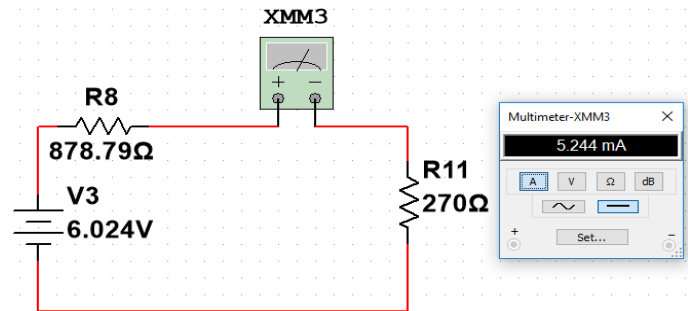 XMM3
+ −
R8
878.79Ω
V3
6.024V
R11
270Ω
Multimeter-XMM3 ×
5.244 mA
A V Ω dB
+ Set... −